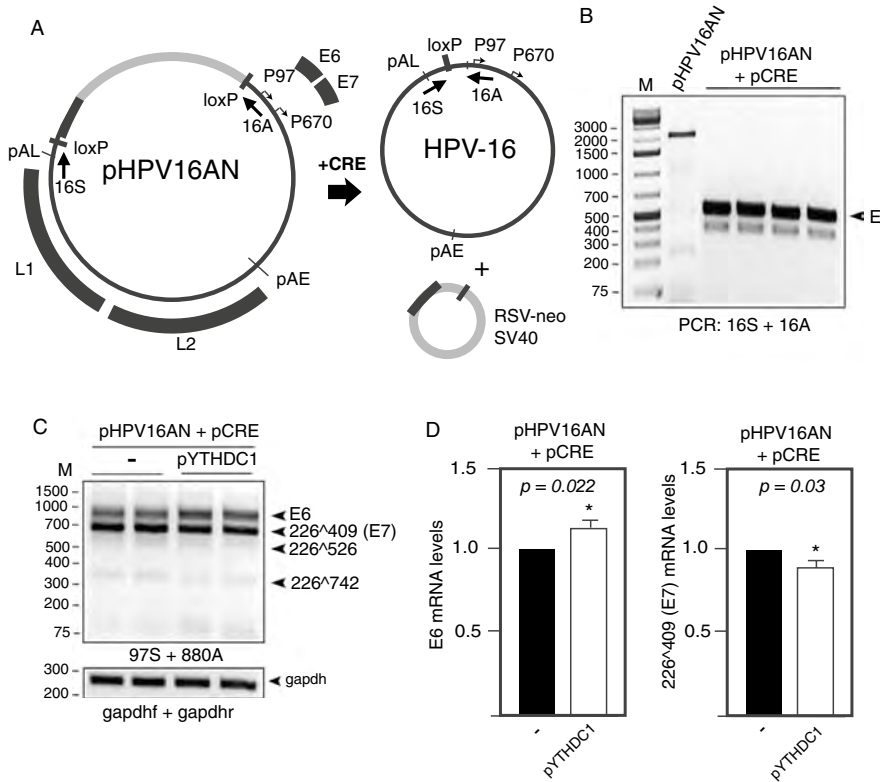 A
loxP
P97
16A
P670
E6
E7
pAL
loxP
16S
pHPV16AN
L1
L2
pAE
+CRE
pAL
loxP
P97
P670
16S
16A
HPV-16
pAE
+
RSV-neo
SV40
B
M
pHPV16AN
pHPV16AN
+ pCRE
3000
2000
1500
1000
700
500
400
300
200
75
E
PCR: 16S + 16A
C
pHPV16AN + pCRE
M
-
pYTHDC1
1500
1000
700
500
400
300
200
75
E6
226^409 (E7)
226^526
226^742
97S + 880A
300
200
gapdh
gapdhf + gapdhr
D
pHPV16AN
+ pCRE
E6 mRNA levels
1.5
1.0
0.5
p = 0.022
*
-
pYTHDC1
pHPV16AN
+ pCRE
226^409 (E7) mRNA levels
1.5
1.0
0.5
p = 0.03
*
-
pYTHDC1